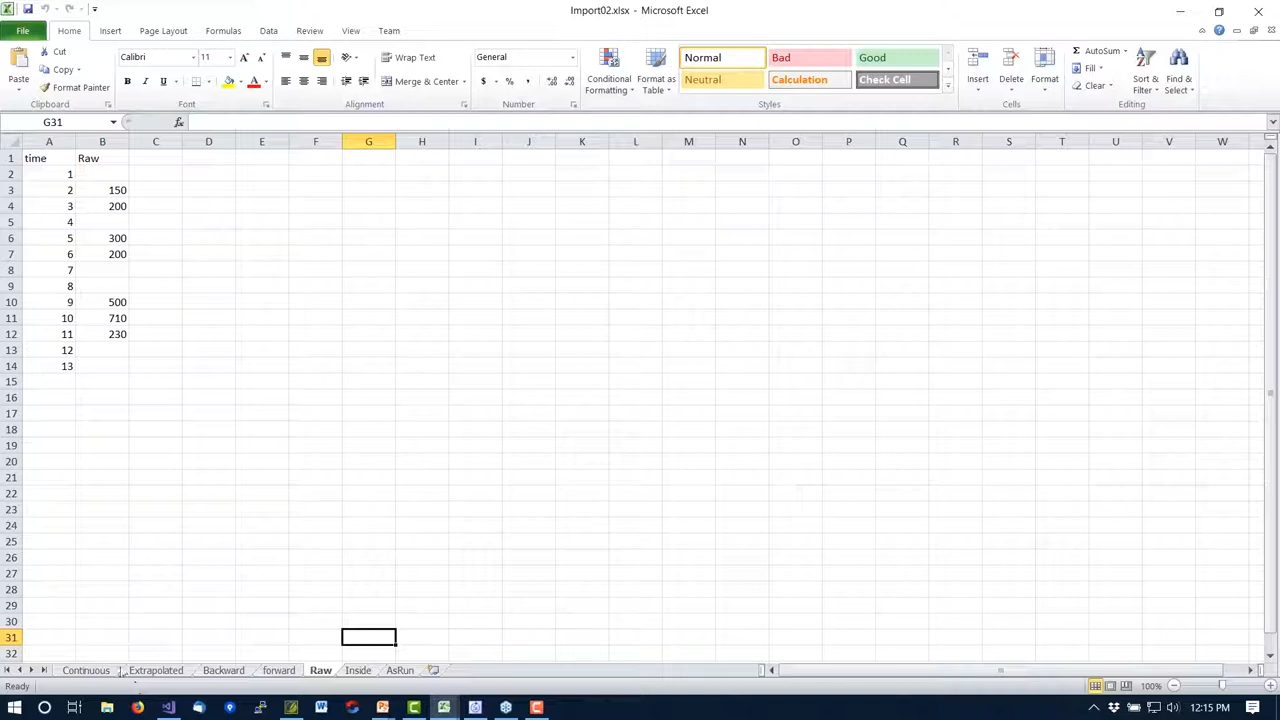 Import02.xlsx - Microsoft Excel
File Home Insert Page Layout Formulas Data Review View Team
Paste
Cut
Copy
Format Painter
Clipboard
Calibri 11
B I U
Font
Wrap Text
Merge & Center
Alignment
General
$ % ,
Number
Conditional Formatting
Format as Table
Normal Bad Good
Neutral Calculation Check Cell
Styles
Insert Delete Format
Cells
AutoSum
Fill
Clear
Sort & Filter
Find & Select
Editing
G31 fx
A B C D E F G H I J K L M N O P Q R S T U V W
1 time Raw
2 1
3 2 150
4 3 200
5 4
6 5 300
7 6 200
8 7
9 8
10 9 500
11 10 710
12 11 230
13 12
14 13
15
16
17
18
19
20
21
22
23
24
25
26
27
28
29
30
31
32
Continuous Extrapolated Backward forward Raw Inside AsRun
Ready 100%
12:15 PM